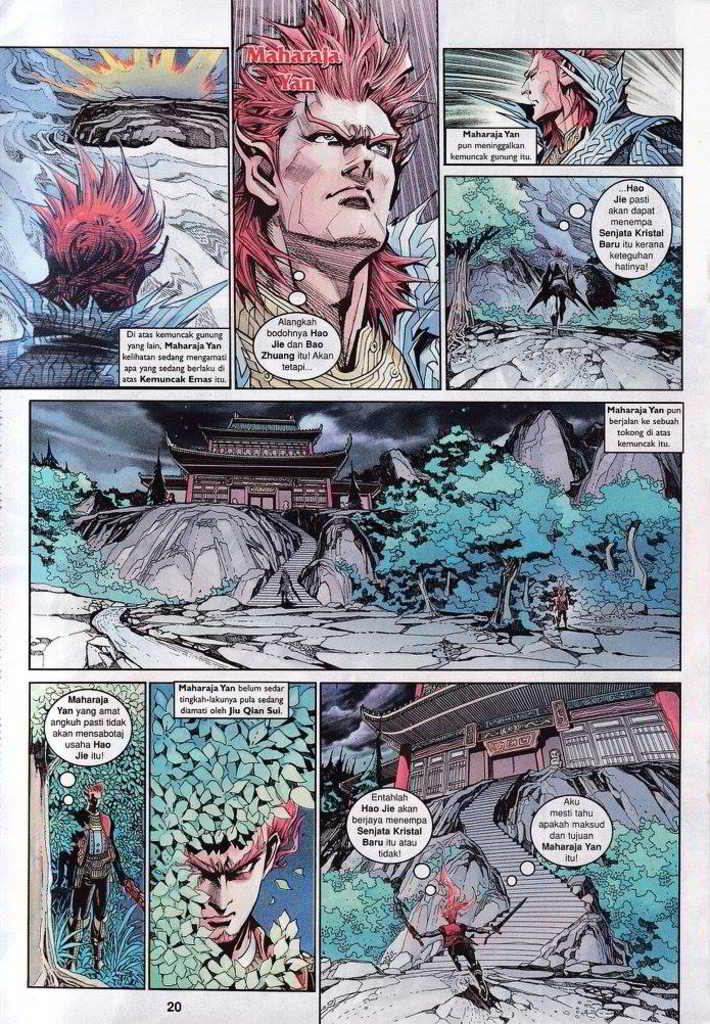 Maharaja
Yan
Di atas kemuncak gunung
yang lain, Maharaja Yan
kelihatan sedang mengamati
apa yang sedang berlaku di
atas Kemuncak Emas itu.
Alangkah
bodohnya Hao
Jie dan Bao
Zhuang itu! Akan
tetapi...
Maharaja Yan
pun meninggalkan
kemuncak gunung itu.
...Hao
Jie pasti
akan dapat
menempa
Senjata Kristal
Baru itu kerana
keteguhan
hatinya!
Maharaja Yan pun
berjalan ke sebuah
tokong di atas
kemuncak itu.
Maharaja
Yan yang amat
angkuh pasti tidak
akan mensabotaj
usaha Hao
Jie itu!
Maharaja Yan belum sedar
tingkah-lakunya pula sedang
diamati oleh Jiu Qian Sui.
Entahlah
Hao Jie akan
berjaya menempa
Senjata Kristal
Baru itu atau
tidak!
Aku
mesti tahu
apakah maksud
dan tujuan
Maharaja Yan
itu!
20